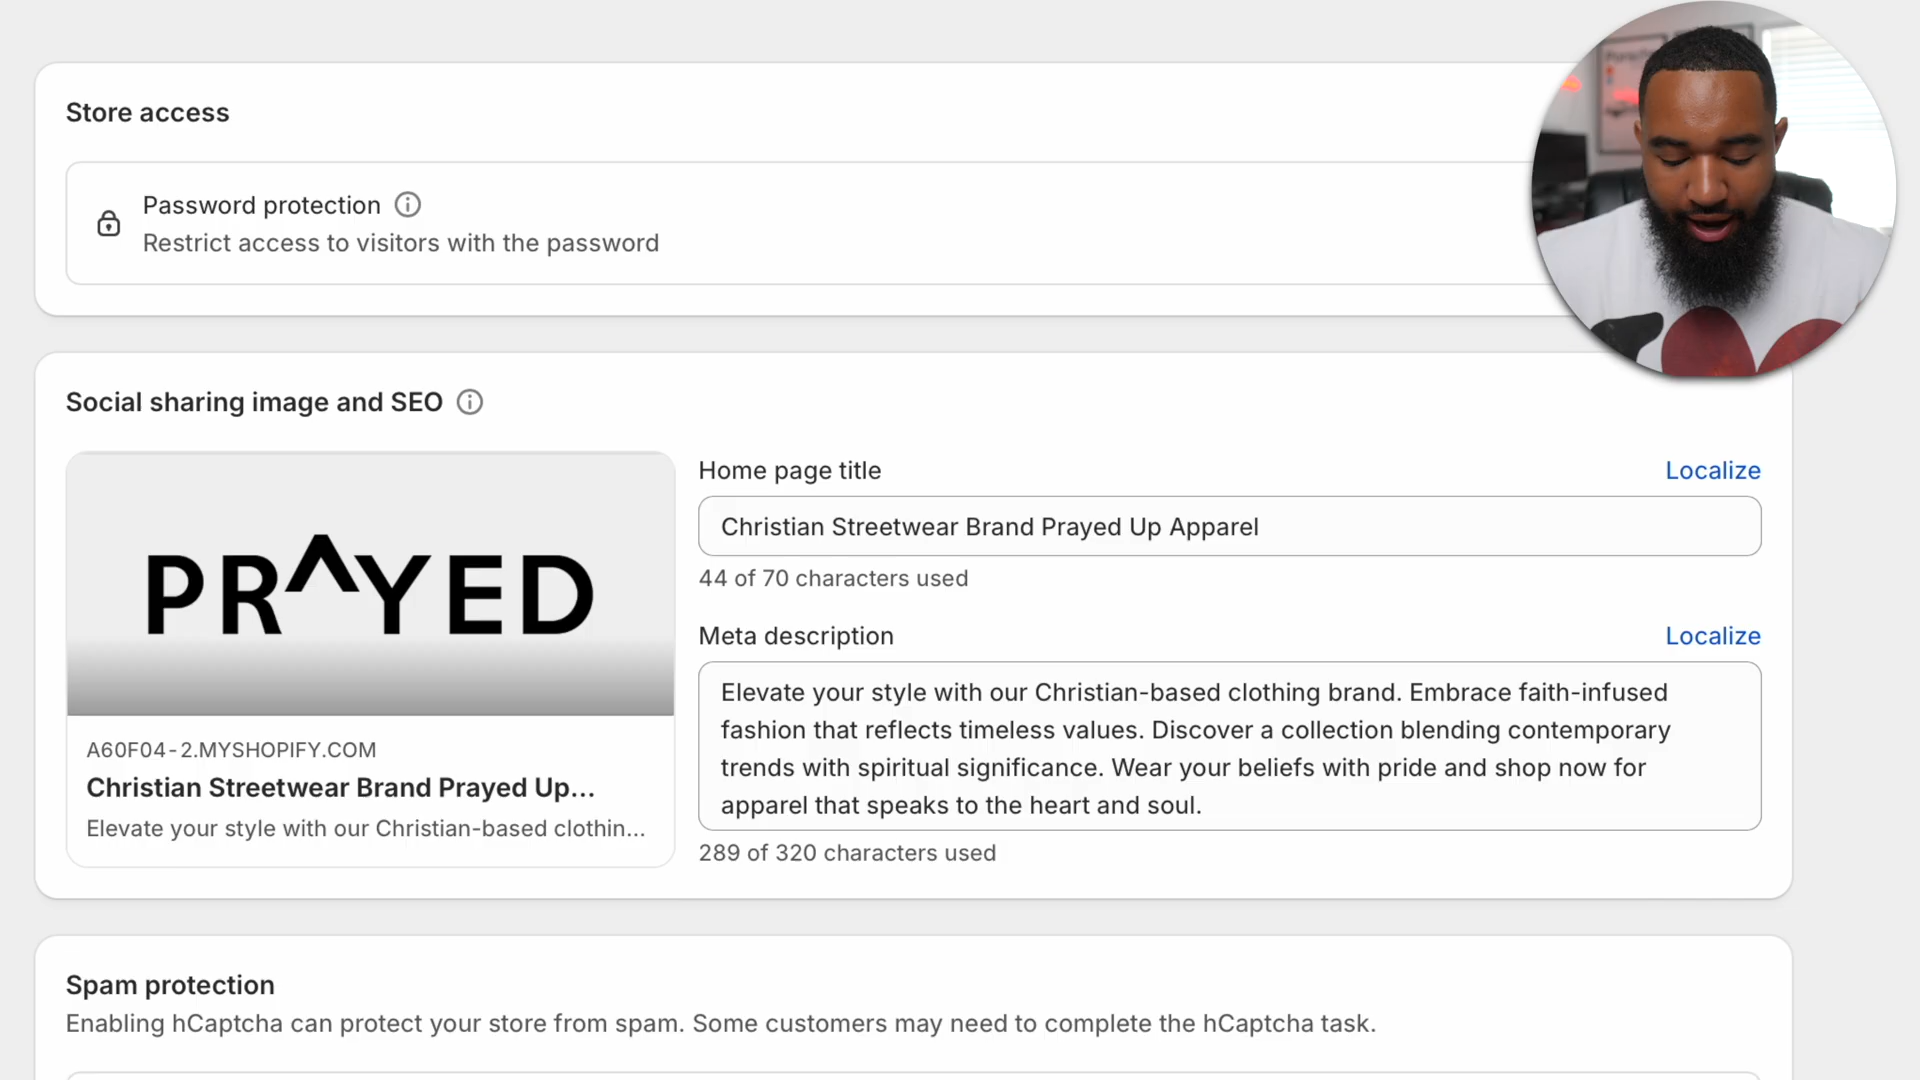 Store access
Password protection
Restrict access to visitors with the password
Social sharing image and SEO
PR^YED
A60F04-2.MYSHOPIFY.COM
Christian Streetwear Brand Prayed Up...
Elevate your style with our Christian-based clothin...
Home page title
Localize
Christian Streetwear Brand Prayed Up Apparel
44 of 70 characters used
Meta description
Localize
Elevate your style with our Christian-based clothing brand. Embrace faith-infused
fashion that reflects timeless values. Discover a collection blending contemporary
trends with spiritual significance. Wear your beliefs with pride and shop now for
apparel that speaks to the heart and soul.
289 of 320 characters used
Spam protection
Enabling hCaptcha can protect your store from spam. Some customers may need to complete the hCaptcha task.